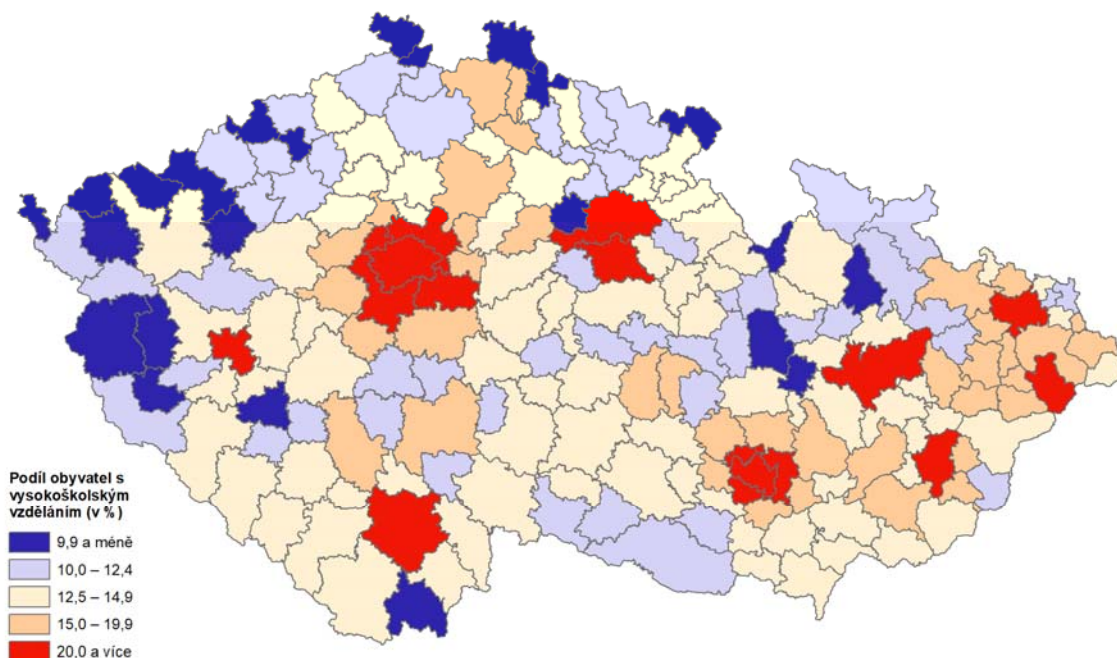 Podíl obyvatel s
vysokoškolským
vzděláním (v %)
9,9 a méně
10,0 – 12,4
12,5 – 14,9
15,0 – 19,9
20,0 a více